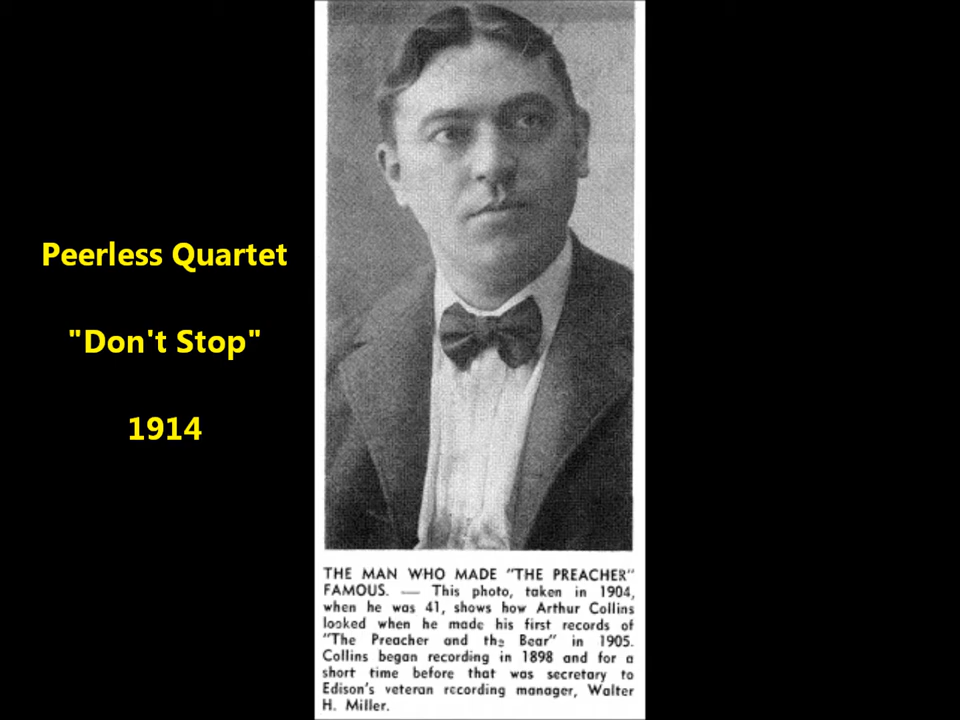 Peerless Quartet
"Don't Stop"
1914
THE MAN WHO MADE "THE PREACHER"
FAMOUS. — This photo, taken in 1904,
when he was 41, shows how Arthur Collins
looked when he made his first records of
"The Preacher and the Bear" in 1905.
Collins began recording in 1898 and for a
short time before that was secretary to
Edison's veteran recording manager, Walter
H. Miller.